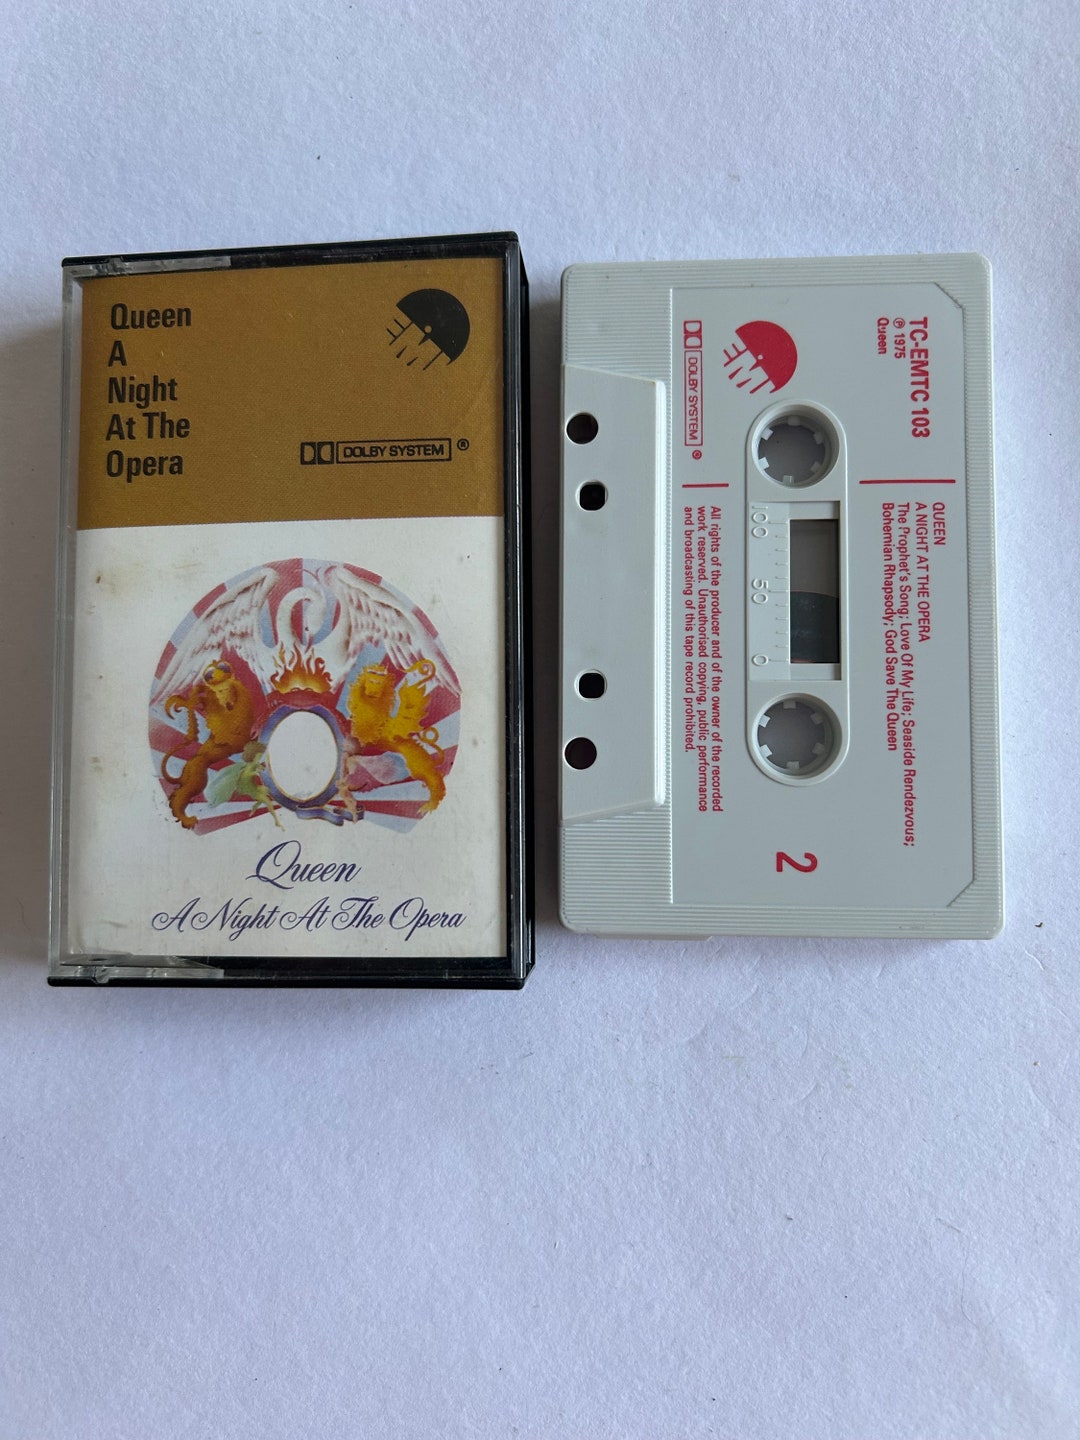 Queen
A
Night
At The
Opera
EMI
DOLBY SYSTEM ®
Queen
A Night At The Opera
TC-EMTC 103
℗ 1975
Queen
EMI
DOLBY SYSTEM ®
QUEEN
A NIGHT AT THE OPERA
The Prophet's Song; Love Of My Life; Seaside Rendezvous;
Bohemian Rhapsody; God Save The Queen
100 50 0
All rights of the producer and of the owner of the recorded
work reserved. Unauthorised copying, public performance
and broadcasting of this tape record prohibited.
2